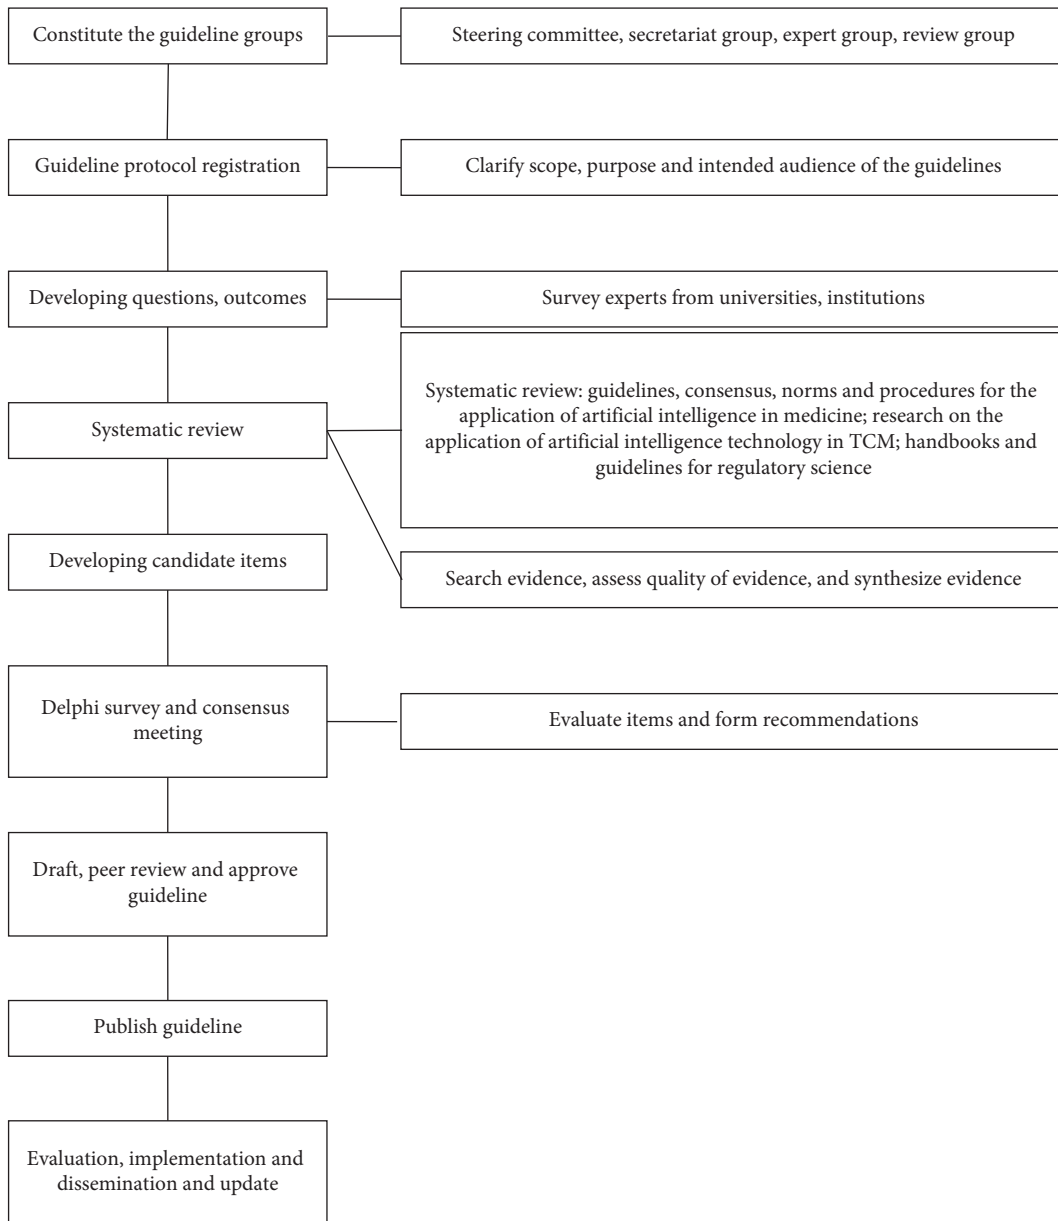 Constitute the guideline groups
Steering committee, secretariat group, expert group, review group
Guideline protocol registration
Clarify scope, purpose and intended audience of the guidelines
Developing questions, outcomes
Survey experts from universities, institutions
Systematic review
Systematic review: guidelines, consensus, norms and procedures for the
application of artificial intelligence in medicine; research on the
application of artificial intelligence technology in TCM; handbooks and
guidelines for regulatory science
Search evidence, assess quality of evidence, and synthesize evidence
Developing candidate items
Delphi survey and consensus
meeting
Evaluate items and form recommendations
Draft, peer review and approve
guideline
Publish guideline
Evaluation, implementation and
dissemination and update